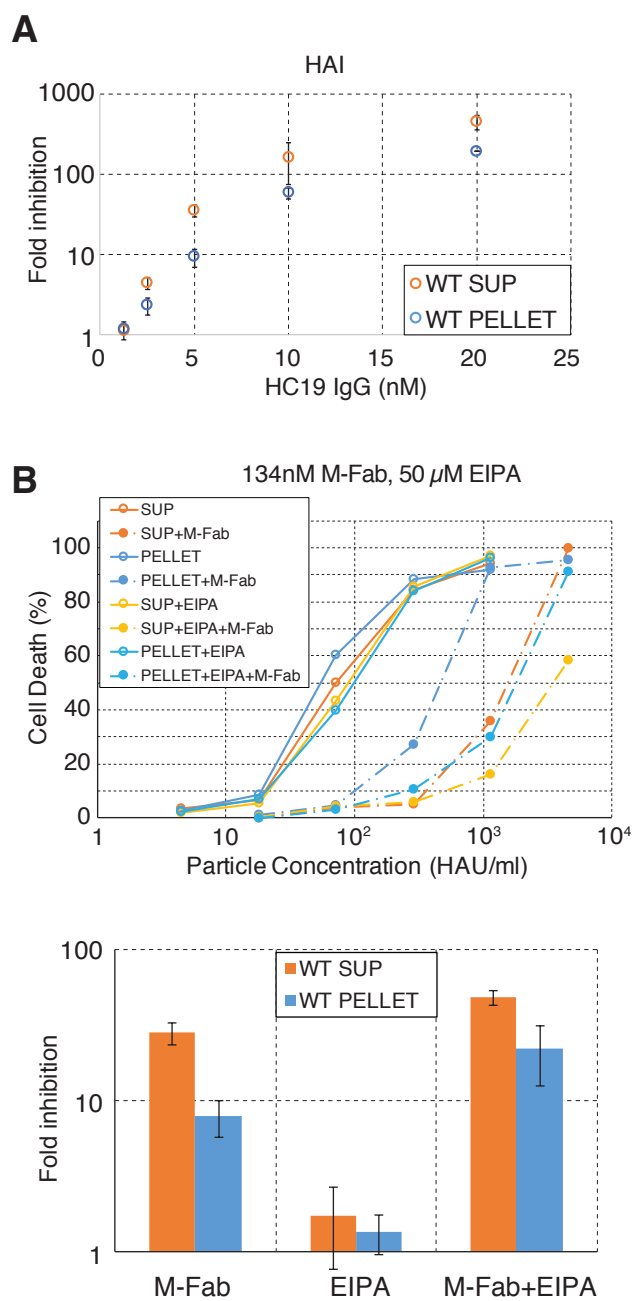 A
HAI
Fold inhibition
1000
100
10
1
0
5
10
15
20
25
WT SUP
WT PELLET
HC19 IgG (nM)
B
134nM M-Fab, 50 µM EIPA
SUP
SUP+M-Fab
PELLET
PELLET+M-Fab
SUP+EIPA
SUP+EIPA+M-Fab
PELLET+EIPA
PELLET+EIPA+M-Fab
Cell Death (%)
100
80
60
40
20
0
1
10
10²
10³
10⁴
Particle Concentration (HAU/ml)
Fold inhibition
100
10
1
WT SUP
WT PELLET
M-Fab
EIPA
M-Fab+EIPA